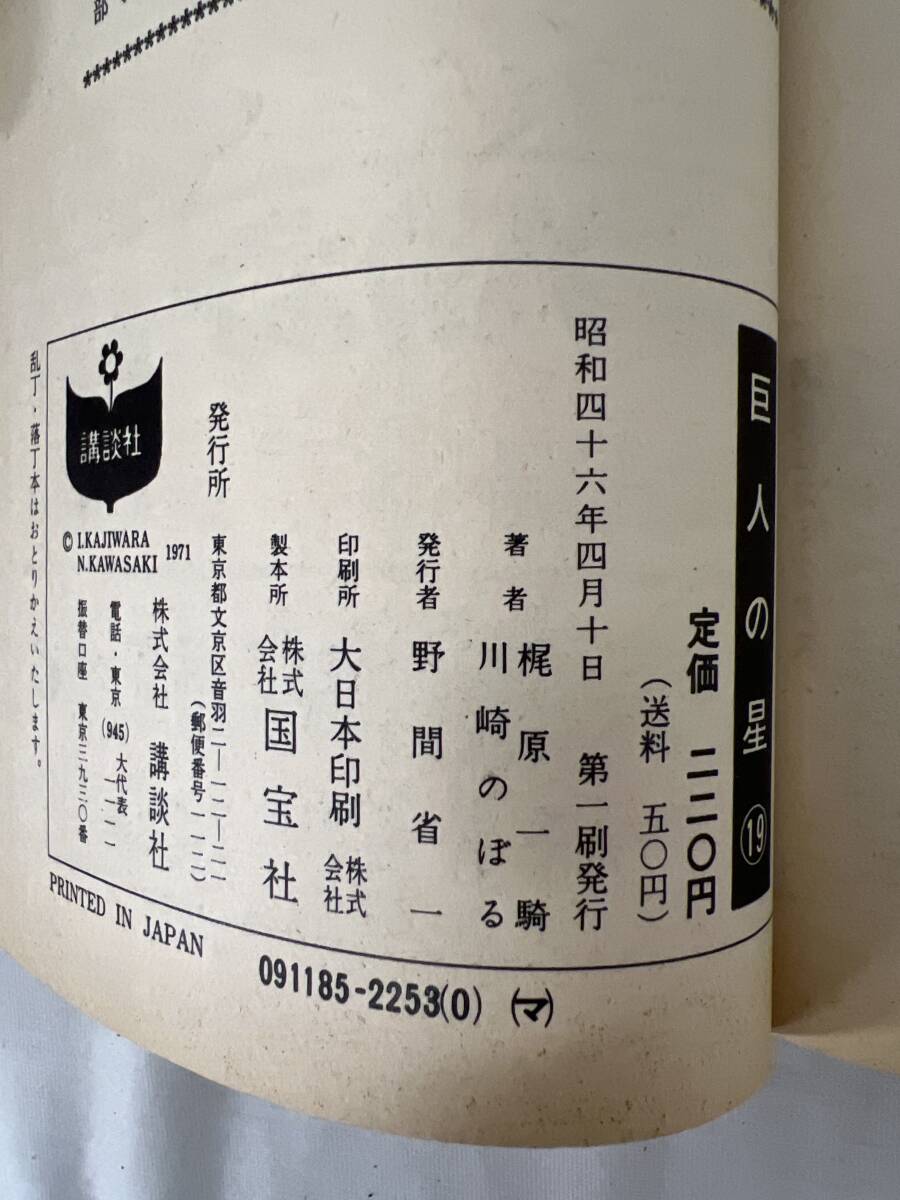 部
********************
巨人の星⑲
定価 二二〇円
(送料 五〇円)
昭和四十六年四月十日 第一刷発行
著者 梶原一騎
川崎のぼる
発行者 野間省一
印刷所 大日本印刷株式会社
製本所 株式会社国宝社
発行所 東京都文京区音羽二―一二―二一
(郵便番号一一二)
株式会社 講談社
電話・東京(945)大代表一一一一
振替口座 東京三九三〇番
講談社
© I.KAJIWARA
N.KAWASAKI 1971
乱丁・落丁本はおとりかえいたします。
PRINTED IN JAPAN
091185-2253(0) (マ)